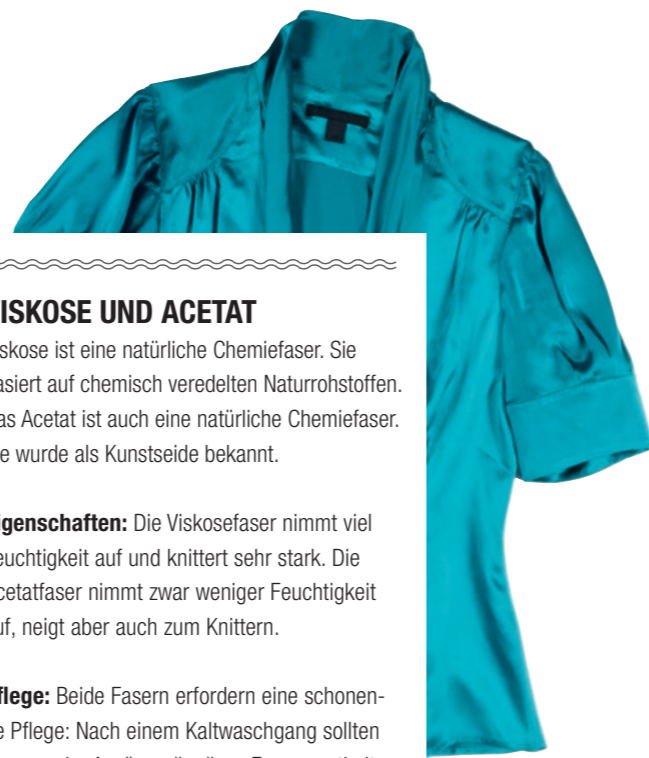 ISKOSE UND ACETAT
skose ist eine natürliche Chemiefaser. Sie
asiert auf chemisch veredelten Naturrohstoffen.
as Acetat ist auch eine natürliche Chemiefaser.
e wurde als Kunstseide bekannt.
igenschaften: Die Viskosefaser nimmt viel
euchtigkeit auf und knittert sehr stark. Die
cetatfaser nimmt zwar weniger Feuchtigkeit
uf, neigt aber auch zum Knittern.
flege: Beide Fasern erfordern eine schonen-
e Pflege: Nach einem Kaltwaschgang sollten